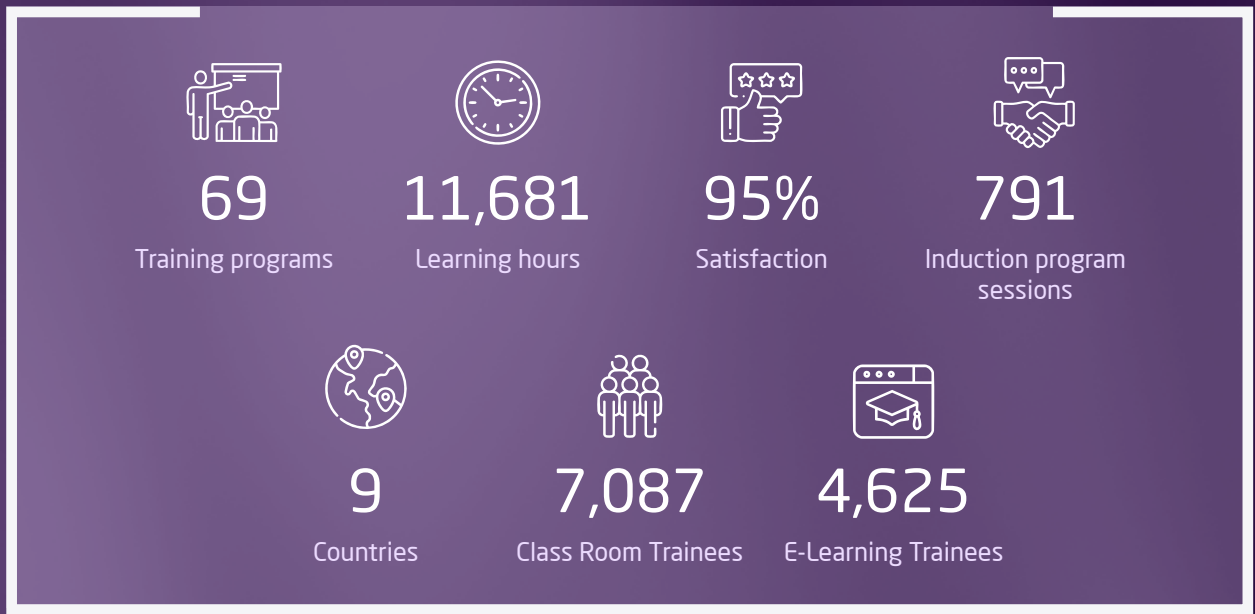 69
11,681
95%
791
Training programs
Learning hours
Satisfaction
Induction program
sessions
9
7,087
4,625
Countries
Class Room Trainees
E-Learning Trainees